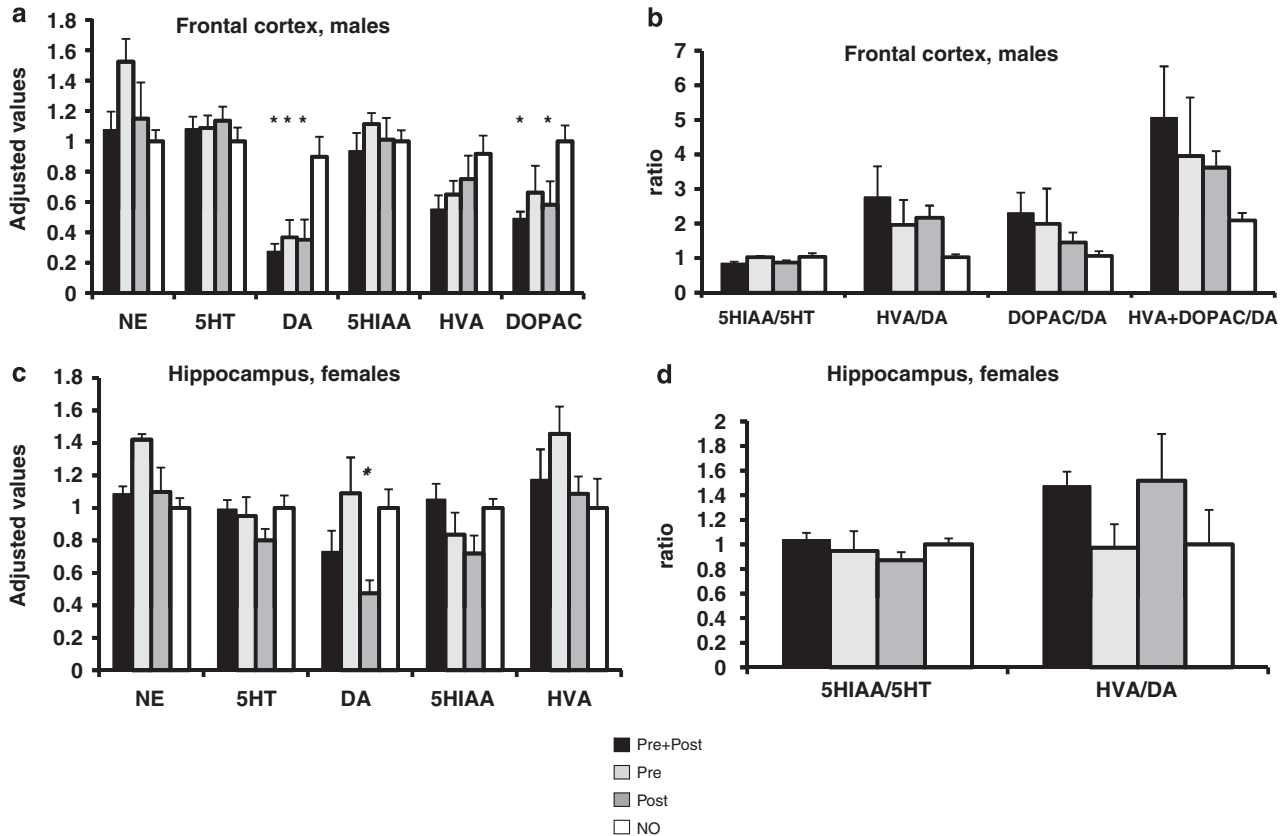 a
Frontal cortex, males
Adjusted values
1.8
1.6
1.4
1.2
1
0.8
0.6
0.4
0.2
0
* * *
* *
NE 5HT DA 5HIAA HVA DOPAC
b
Frontal cortex, males
ratio
7
6
5
4
3
2
1
0
5HIAA/5HT HVA/DA DOPAC/DA HVA+DOPAC/DA
c
Hippocampus, females
Adjusted values
1.8
1.6
1.4
1.2
1
0.8
0.6
0.4
0.2
0
*
NE 5HT DA 5HIAA HVA
d
Hippocampus, females
ratio
2
1.8
1.6
1.4
1.2
1
0.8
0.6
0.4
0.2
0
5HIAA/5HT HVA/DA
Pre+Post
Pre
Post
NO